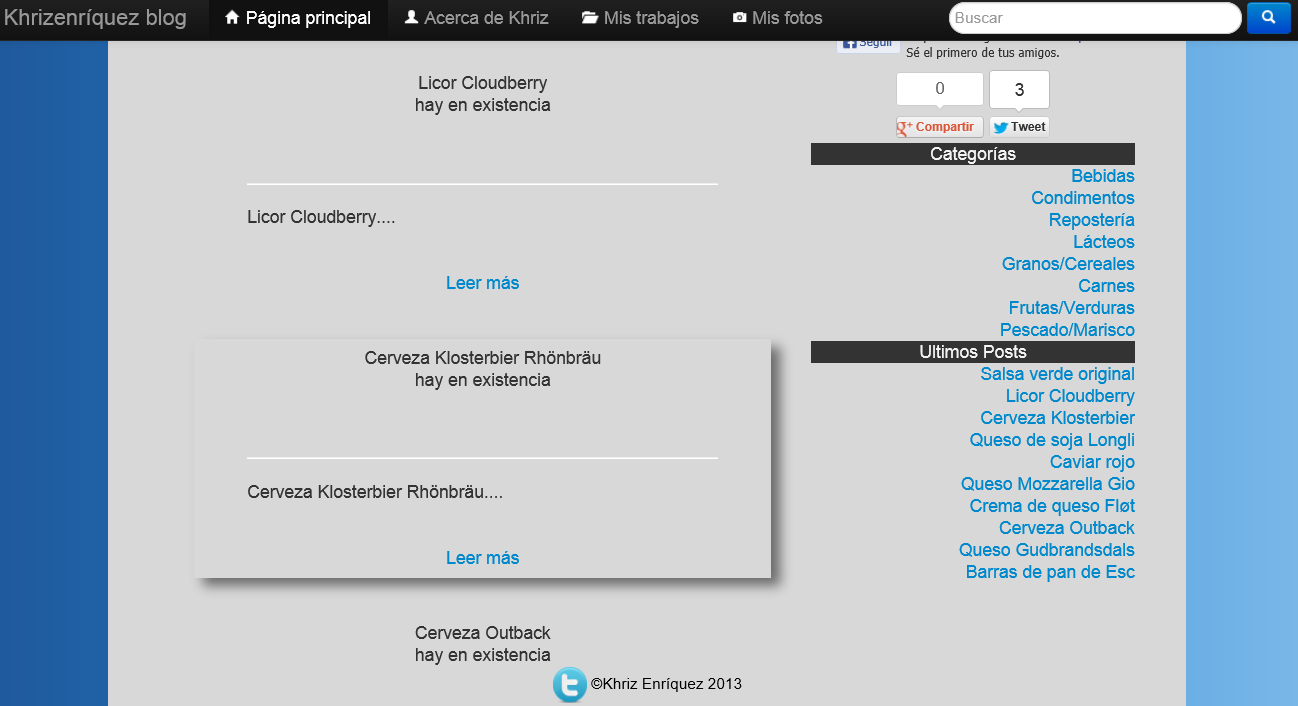 Khrizenríquez blog Página principal Acerca de Khriz Mis trabajos Mis fotos Buscar
Licor Cloudberry
hay en existencia
Licor Cloudberry....
Leer más
Cerveza Klosterbier Rhönbräu
hay en existencia
Cerveza Klosterbier Rhönbräu....
Leer más
Cerveza Outback
hay en existencia
Seguir
Sé el primero de tus amigos.
0 3
g+ Compartir Tweet
Categorías
Bebidas
Condimentos
Repostería
Lácteos
Granos/Cereales
Carnes
Frutas/Verduras
Pescado/Marisco
Ultimos Posts
Salsa verde original
Licor Cloudberry
Cerveza Klosterbier
Queso de soja Longli
Caviar rojo
Queso Mozzarella Gio
Crema de queso Fløt
Cerveza Outback
Queso Gudbrandsdals
Barras de pan de Esc
©Khriz Enríquez 2013